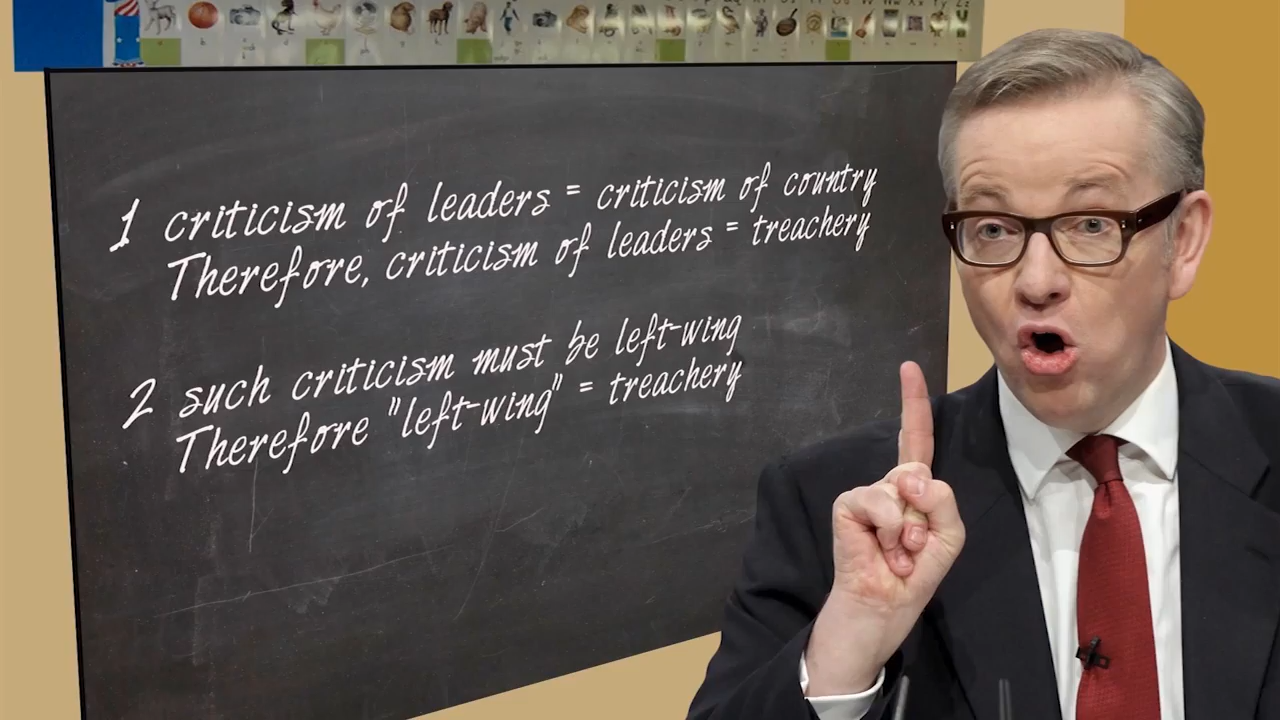 1 criticism of leaders = criticism of country
Therefore, criticism of leaders = treachery
2 such criticism must be left-wing
Therefore "left-wing" = treachery